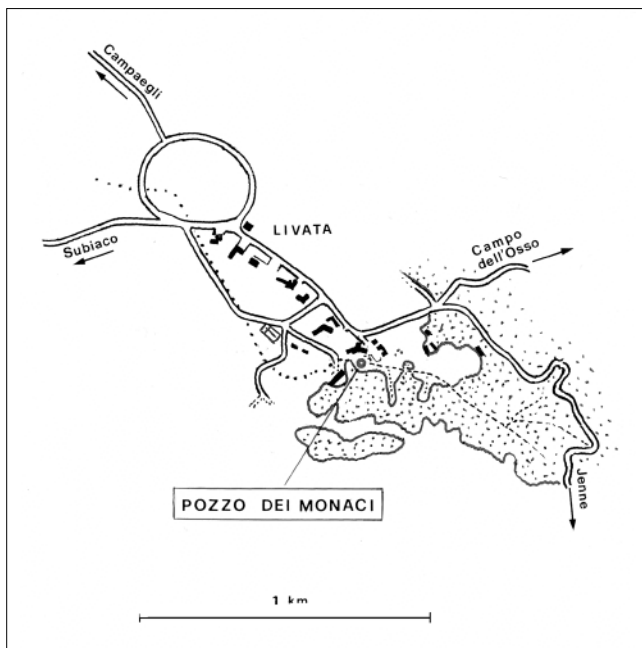 Campaegli
LIVATA
Subiaco
Campo
dell'Osso
POZZO DEI MONACI
Jenne
1 km